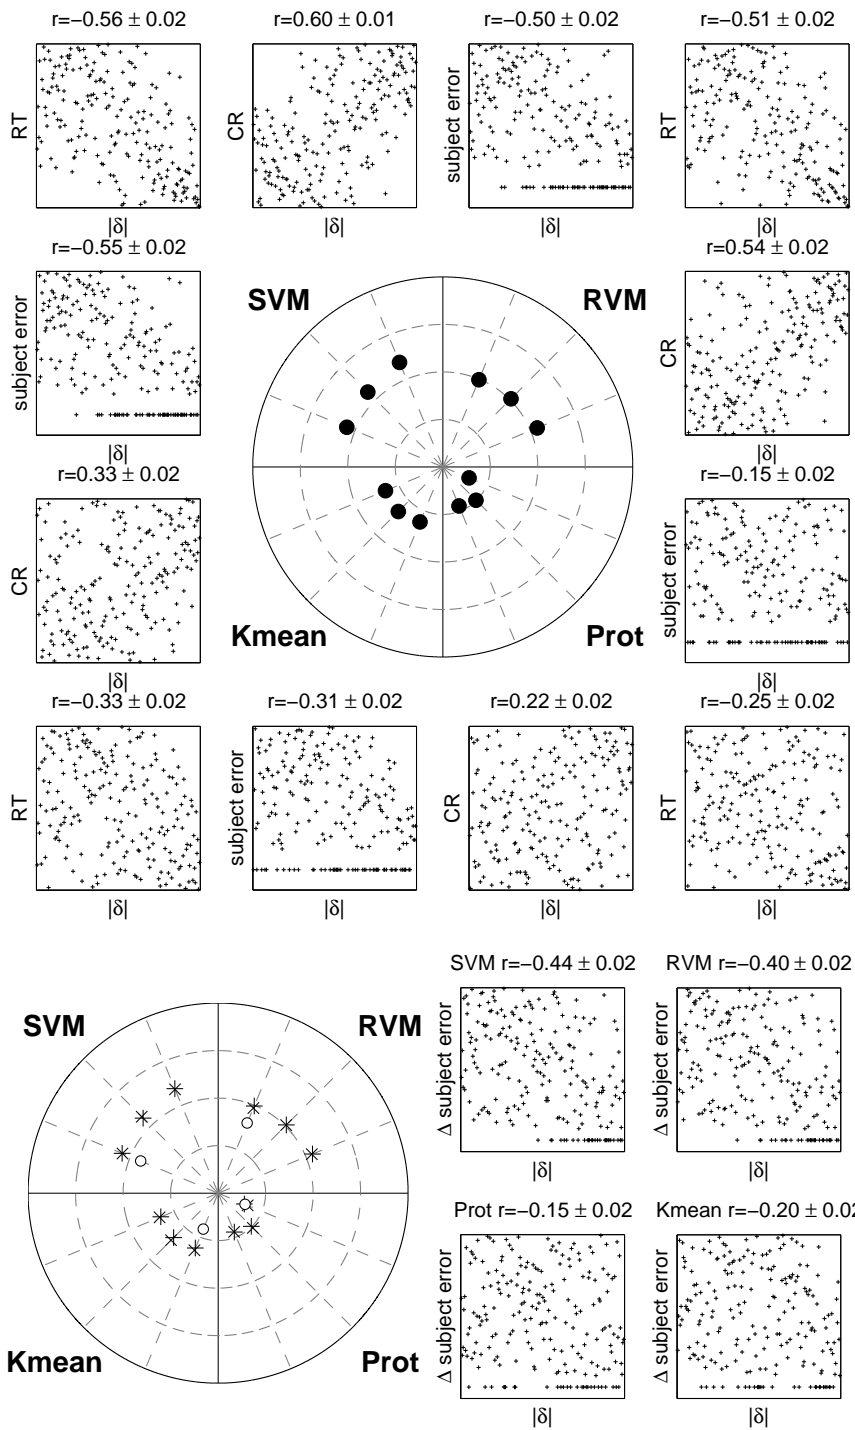 r=−0.56 ± 0.02
r=0.60 ± 0.01
r=−0.50 ± 0.02
r=−0.51 ± 0.02
RT
CR
subject error
RT
|δ|
|δ|
|δ|
|δ|
r=−0.55 ± 0.02
r=0.54 ± 0.02
subject error
SVM
RVM
CR
|δ|
|δ|
r=0.33 ± 0.02
r=−0.15 ± 0.02
CR
Kmean
Prot
subject error
|δ|
|δ|
r=−0.33 ± 0.02
r=−0.31 ± 0.02
r=0.22 ± 0.02
r=−0.25 ± 0.02
RT
subject error
CR
RT
|δ|
|δ|
|δ|
|δ|
SVM r=−0.44 ± 0.02
RVM r=−0.40 ± 0.02
SVM
RVM
Δ subject error
Δ subject error
|δ|
|δ|
Prot r=−0.15 ± 0.02
Kmean r=−0.20 ± 0.02
Kmean
Prot
Δ subject error
Δ subject error
|δ|
|δ|